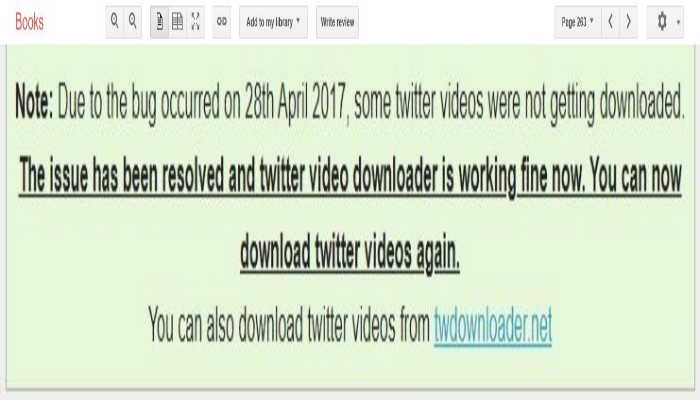 Books Add to my library Write review Page 263
Note: Due to the bug occurred on 28th April 2017, some twitter videos were not getting downloaded.
The issue has been resolved and twitter video downloader is working fine now. You can now
download twitter videos again.
You can also download twitter videos from twdownloader.net